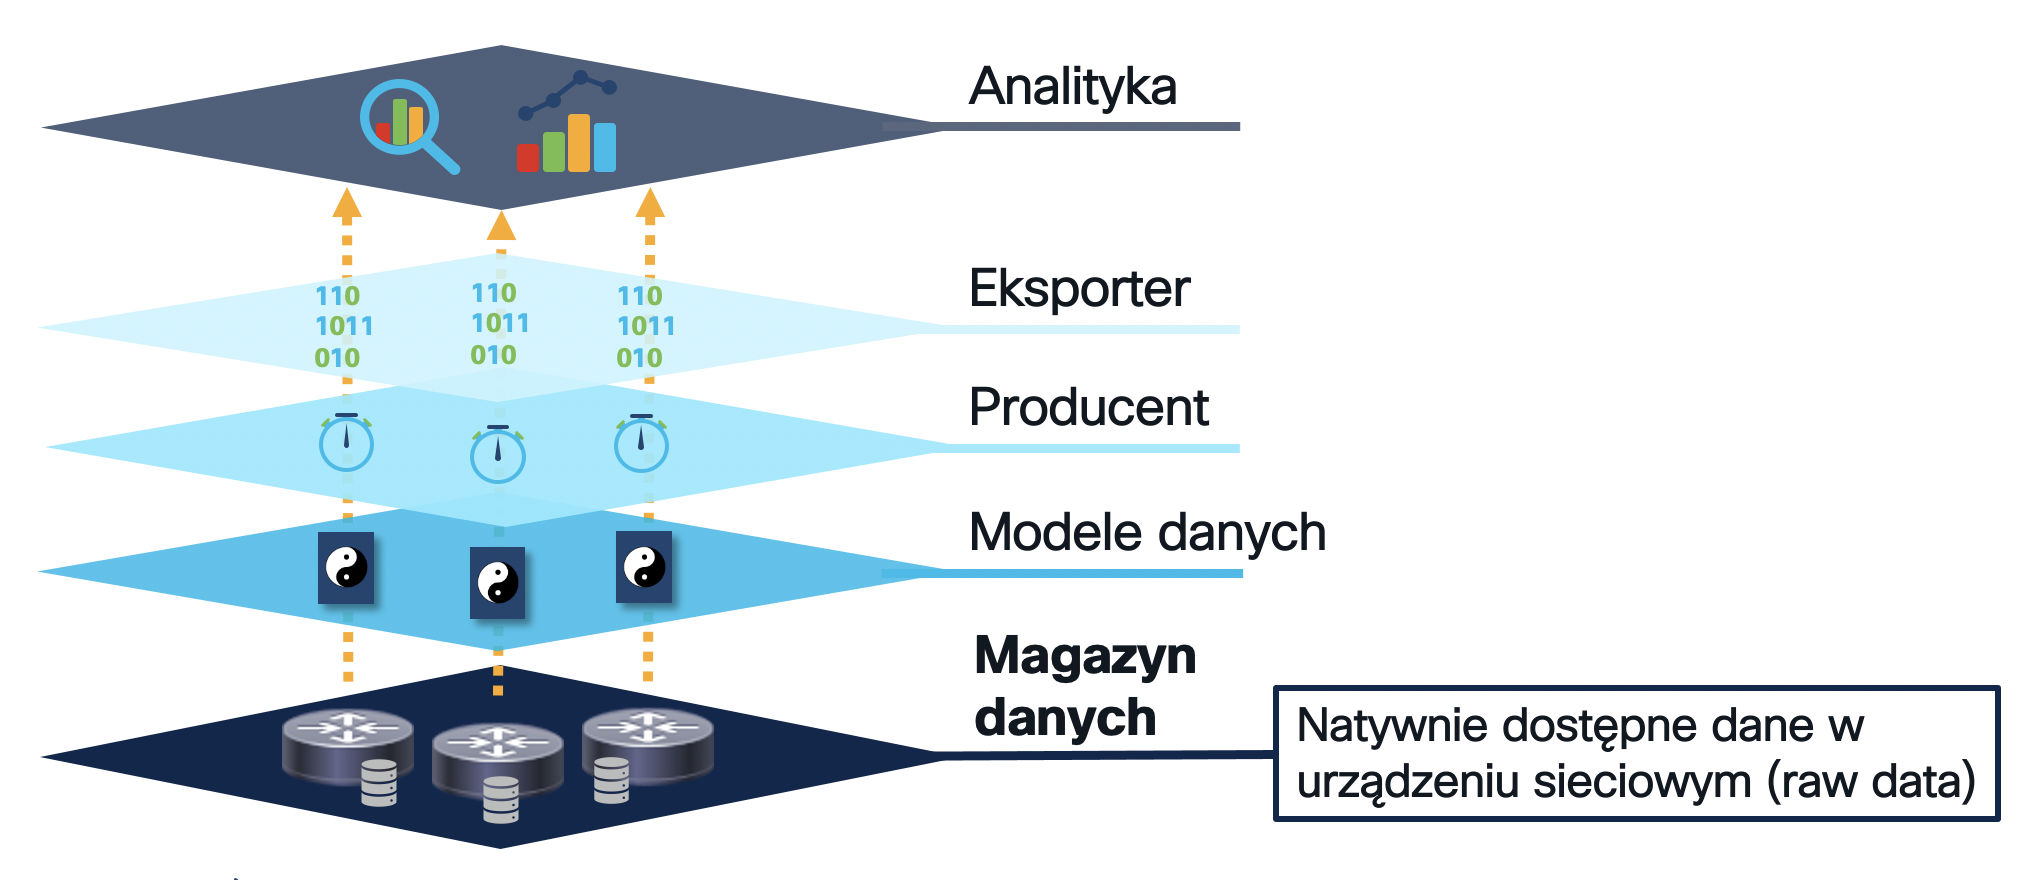 Analityka
Eksporter
110
1011
010
110
1011
010
110
1011
010
Producent
Modele danych
Magazyn
danych
Natywnie dostępne dane w
urządzeniu sieciowym (raw data)